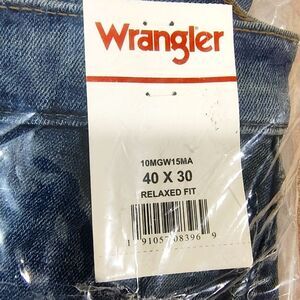 Wrangler
10MGW15MA
40 X 30
RELAXED FIT